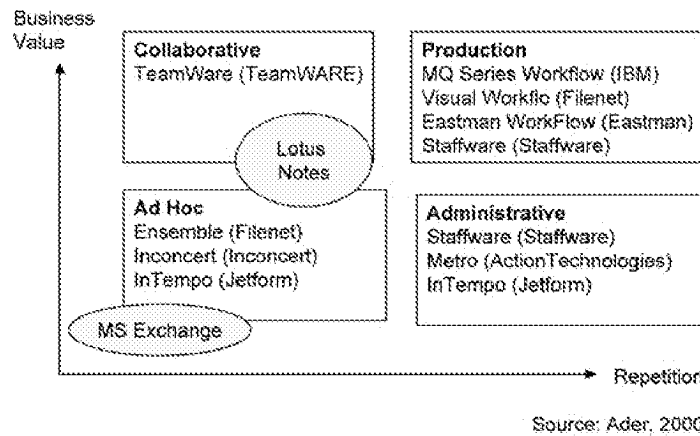 Business
Value
Collaborative
TeamWare (TeamWARE)
Production
MQ Series Workflow (IBM)
Visual Workflo (Filenet)
Eastman WorkFlow (Eastman)
Staffware (Staffware)
Lotus
Notes
Ad Hoc
Ensemble (Filenet)
Inconcert (Inconcert)
InTempo (Jetform)
Administrative
Staffware (Staffware)
Metro (ActionTechnologies)
InTempo (Jetform)
MS Exchange
Repetition
Source: Ader, 2000